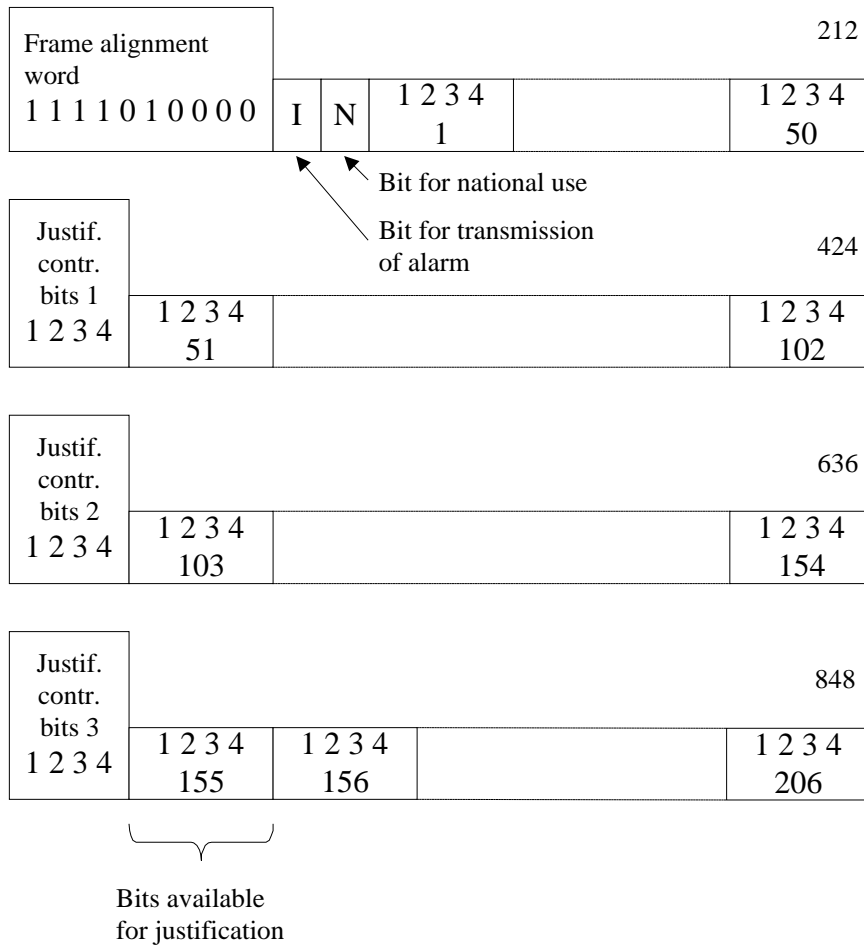 212
Frame alignment
word
1 1 1 1 0 1 0 0 0 0
I N 1 2 3 4 1 2 3 4
1 50
Bit for national use
Bit for transmission
of alarm
Justif.
contr.
bits 1
1 2 3 4
424
1 2 3 4 1 2 3 4
51 102
Justif.
contr.
bits 2
1 2 3 4
636
1 2 3 4 1 2 3 4
103 154
Justif.
contr.
bits 3
1 2 3 4
848
1 2 3 4 1 2 3 4 1 2 3 4
155 156 206
Bits available
for justification